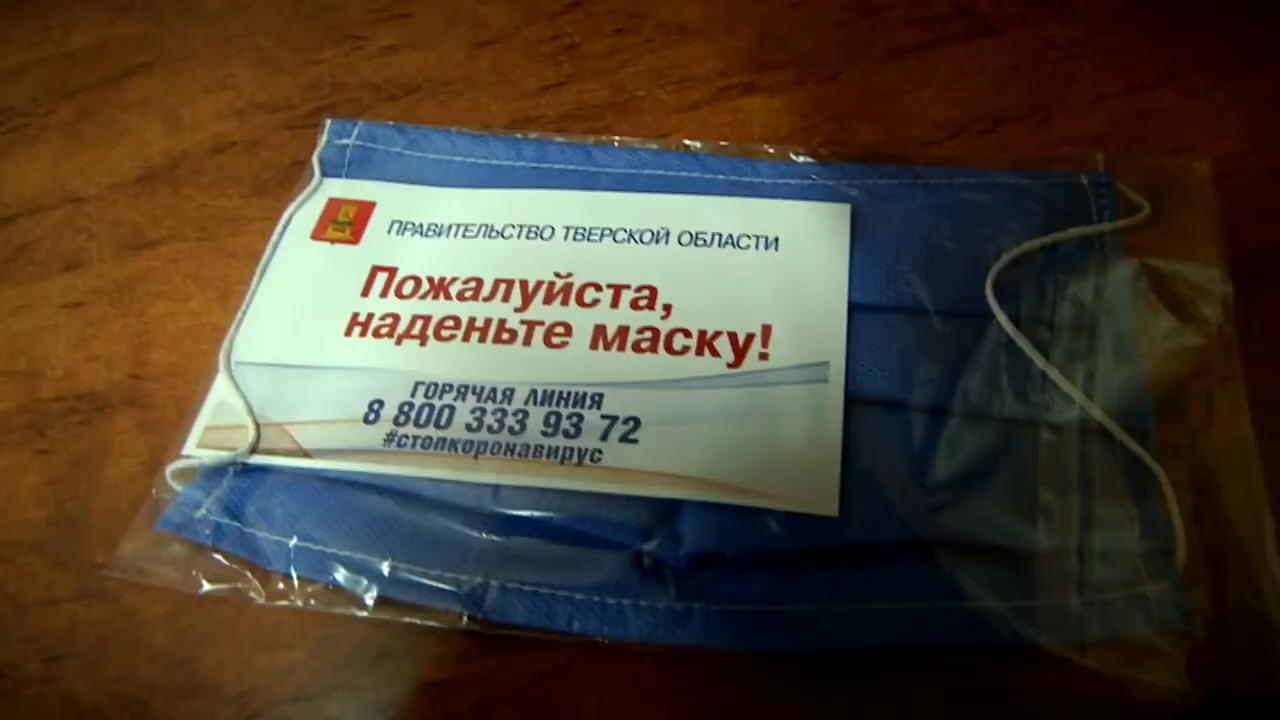 ПРАВИТЕЛЬСТВО ТВЕРСКОЙ ОБЛАСТИ
Пожалуйста,
наденьте маску!
ГОРЯЧАЯ ЛИНИЯ
8 800 333 93 72
#стопкоронавирус